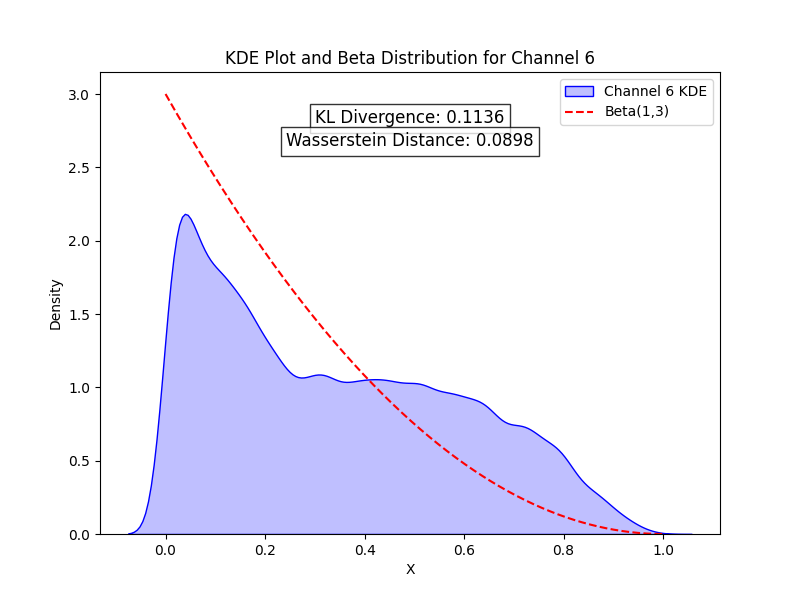 KDE Plot and Beta Distribution for Channel 6
KL Divergence: 0.1136
Wasserstein Distance: 0.0898
Channel 6 KDE
Beta(1,3)
Density
3.0
2.5
2.0
1.5
1.0
0.5
0.0
0.0 0.2 0.4 0.6 0.8 1.0
X